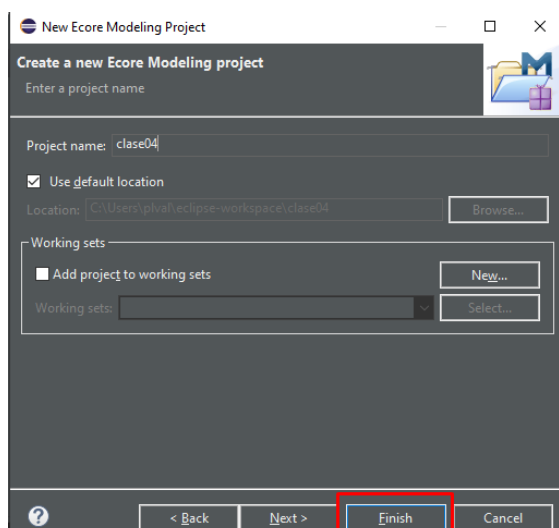 New Ecore Modeling Project
Create a new Ecore Modeling project
Enter a project name
Project name: clase04
Use default location
Location: C:\Users\plval\eclipse-workspace\clase04 Browse...
Working sets
Add project to working sets New...
Working sets: Select...
< Back Next > Finish Cancel